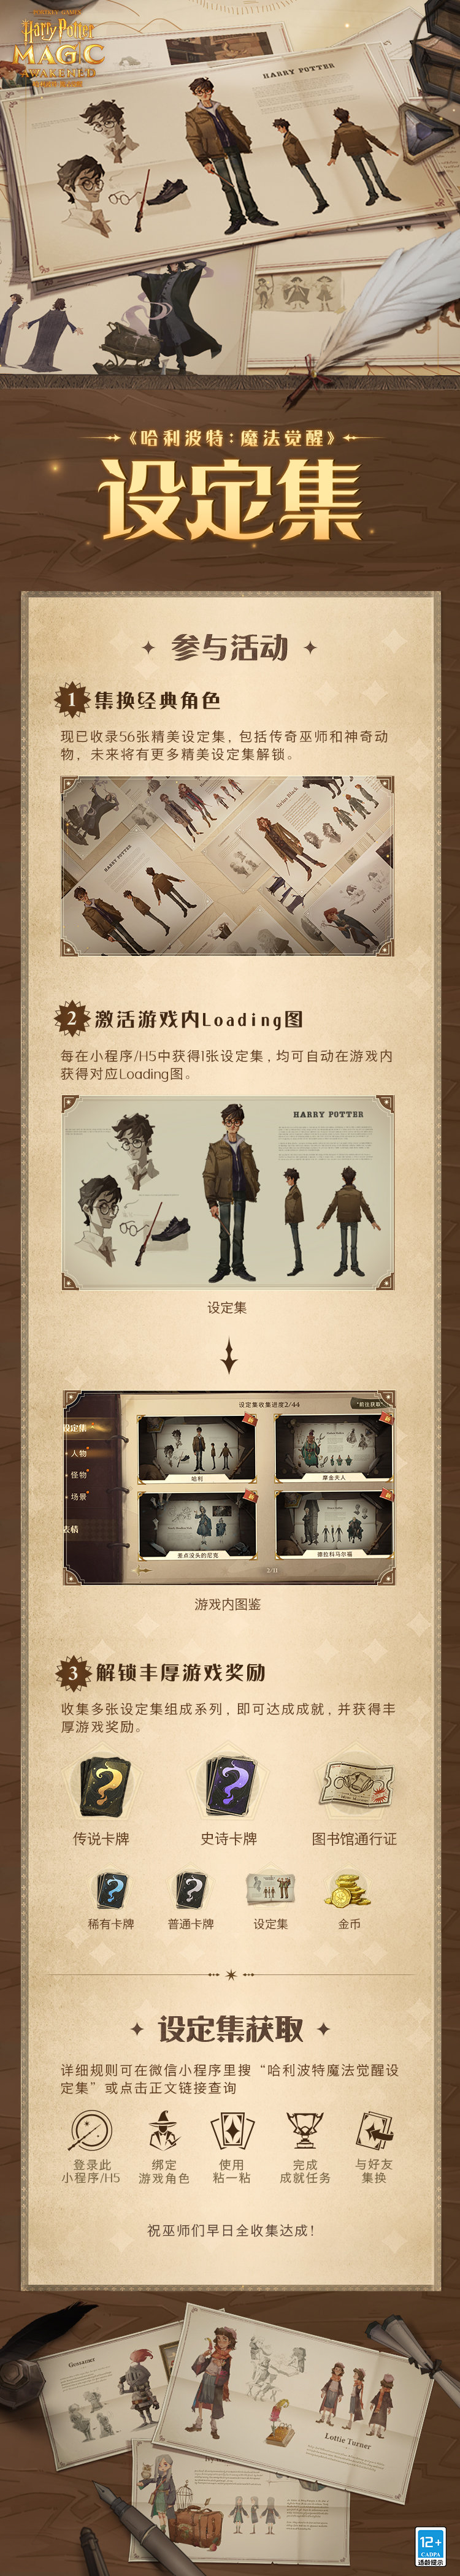 PORTKEY GAMES
Harry Potter
MAGIC
AWAKENED
HARRY POTTER
《哈利波特:魔法觉醒》
设定集
参与活动
1 集换经典角色
现已收录56张精美设定集, 包括传奇巫师和神奇动
物, 未来将有更多精美设定集解锁。
HARRY POTTER
Sirius Black
2 激活游戏内Loading图
每在小程序/H5中获得1张设定集, 均可自动在游戏内
获得对应Loading图。
HARRY POTTER
设定集
设定集收集进度2/44
前往获取
设定集
人物
怪物
场景
表情
哈利
摩金夫人
差点没头的尼克
德拉科马尔福
2/11
游戏内图鉴
3 解锁丰厚游戏奖励
收集多张设定集组成系列, 即可达成成就, 并获得丰
厚游戏奖励。
传说卡牌
史诗卡牌
图书馆通行证
稀有卡牌
普通卡牌
设定集
金币
设定集获取
详细规则可在微信小程序里搜“哈利波特魔法觉醒设
定集”或点击正文链接查询
登录此
小程序/H5
绑定
游戏角色
使用
粘一粘
完成
成就任务
与好友
集换
祝巫师们早日全收集达成!
Gossamer
Lottie Turner
12+
CADPA
适龄提示